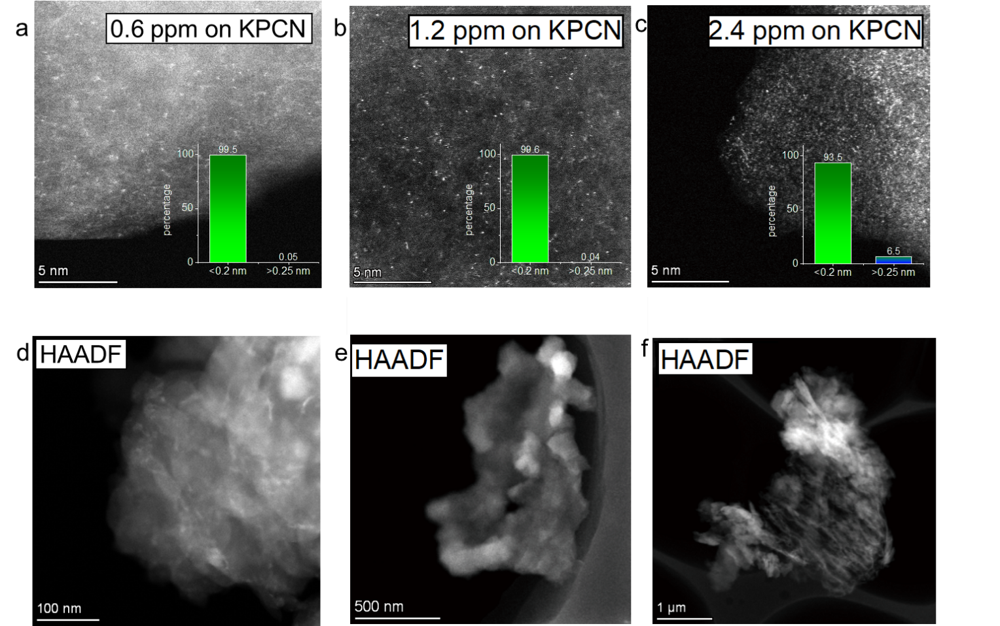 a
0.6 ppm on KPCN
99.5
100
50
0
percentage
0.05
<0.2 nm
>0.25 nm
5 nm
b
1.2 ppm on KPCN
99.6
100
50
0
percentage
0.04
<0.2 nm
>0.25 nm
5 nm
c
2.4 ppm on KPCN
93.5
100
50
0
percentage
6.5
<0.2 nm
>0.25 nm
5 nm
d
HAADF
100 nm
e
HAADF
500 nm
f
HAADF
1 µm